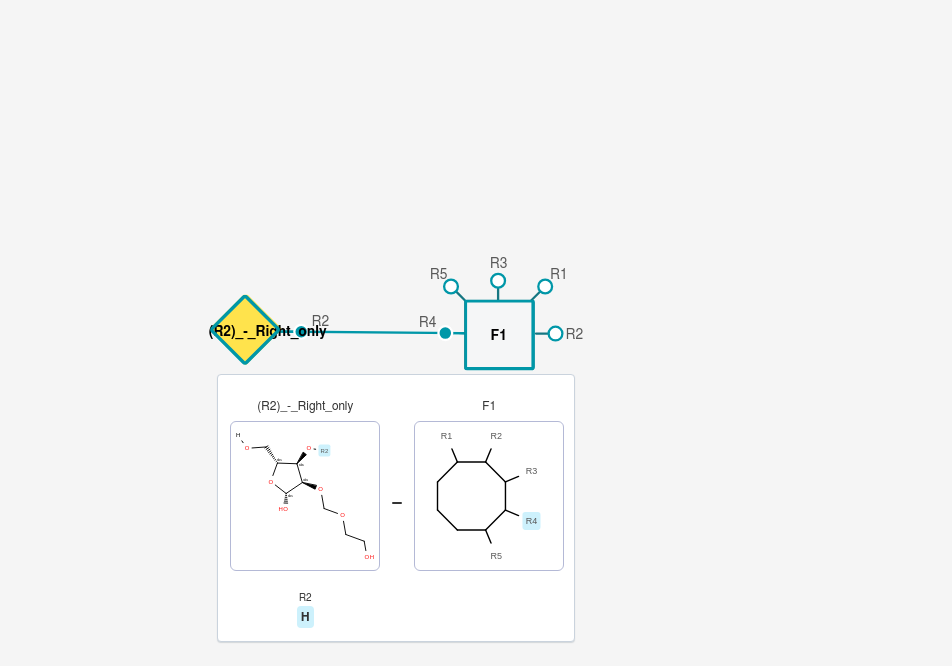 R3
R5
R1
R2
R4
(R2)_-_Right_only
F1
R2
(R2)_-_Right_only
F1
H
O
O
R2
O
O
HO
O
OH
R1
R2
R3
R4
R5
R2
H